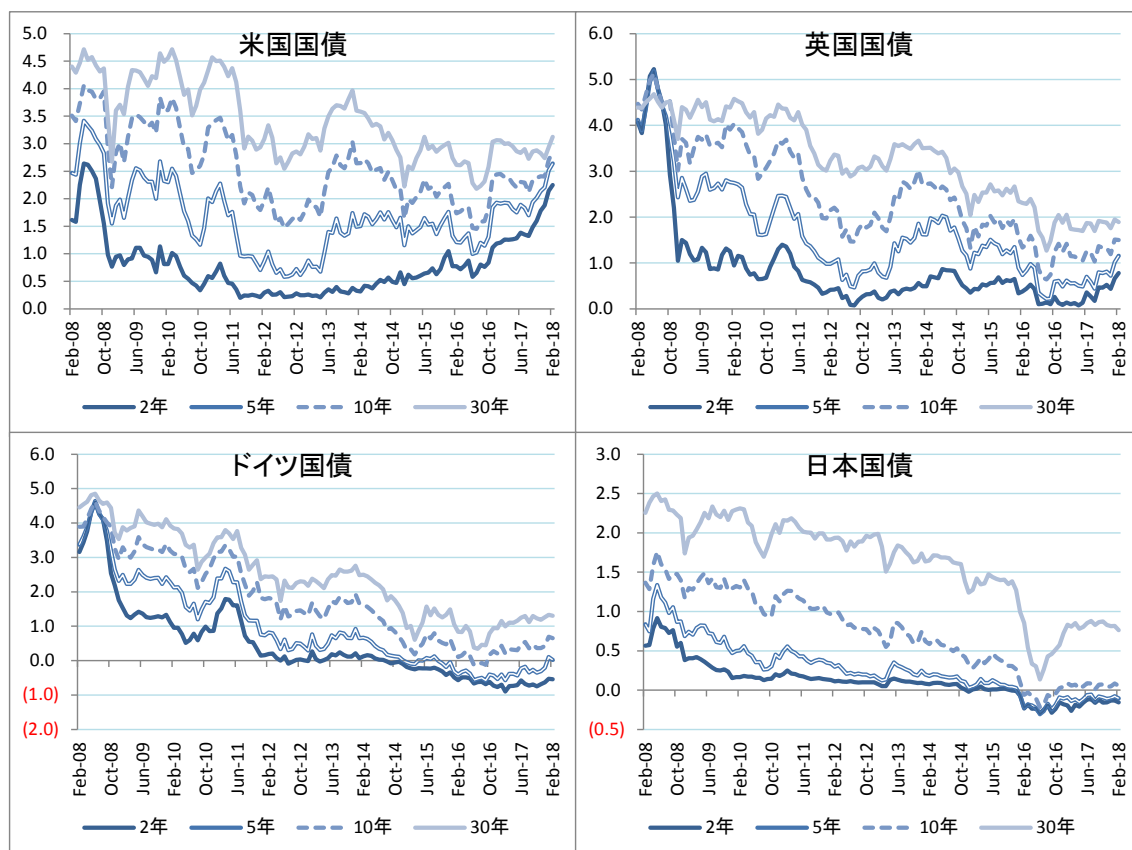 米国国債
5.0
4.5
4.0
3.5
3.0
2.5
2.0
1.5
1.0
0.5
0.0
Feb-08 Oct-08 Jun-09 Feb-10 Oct-10 Jun-11 Feb-12 Oct-12 Jun-13 Feb-14 Oct-14 Jun-15 Feb-16 Oct-16 Jun-17 Feb-18
2年 5年 10年 30年
英国国債
6.0
5.0
4.0
3.0
2.0
1.0
0.0
Feb-08 Oct-08 Jun-09 Feb-10 Oct-10 Jun-11 Feb-12 Oct-12 Jun-13 Feb-14 Oct-14 Jun-15 Feb-16 Oct-16 Jun-17 Feb-18
2年 5年 10年 30年
ドイツ国債
6.0
5.0
4.0
3.0
2.0
1.0
0.0
(1.0)
(2.0)
Feb-08 Oct-08 Jun-09 Feb-10 Oct-10 Jun-11 Feb-12 Oct-12 Jun-13 Feb-14 Oct-14 Jun-15 Feb-16 Oct-16 Jun-17 Feb-18
2年 5年 10年 30年
日本国債
3.0
2.5
2.0
1.5
1.0
0.5
0.0
(0.5)
Feb-08 Oct-08 Jun-09 Feb-10 Oct-10 Jun-11 Feb-12 Oct-12 Jun-13 Feb-14 Oct-14 Jun-15 Feb-16 Oct-16 Jun-17 Feb-18
2年 5年 10年 30年